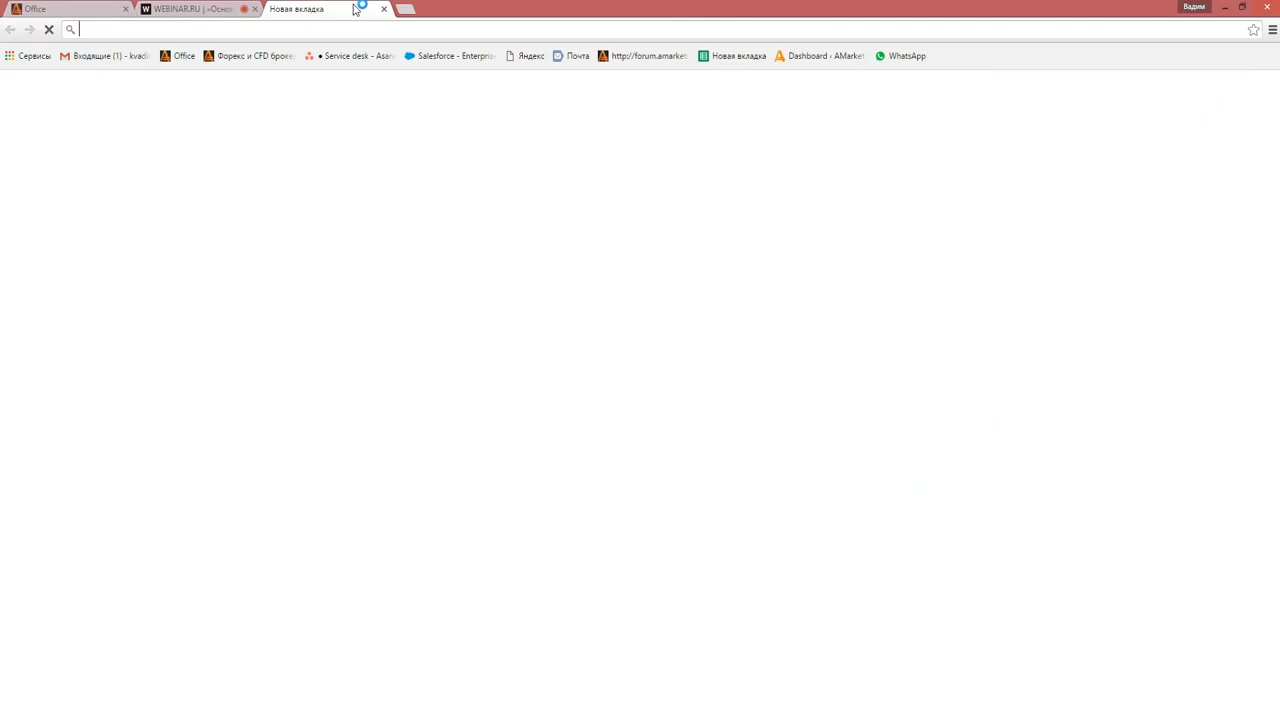 Office
WEBINAR.RU | «Осно
Новая вкладка
Вадим
Сервисы
Входящие (1) - kvadi
Office
Форекс и CFD броке
• Service desk - Asan
Salesforce - Enterpris
Яндекс
Почта
http://forum.amarket
Новая вкладка
Dashboard ‹ AMarket
WhatsApp